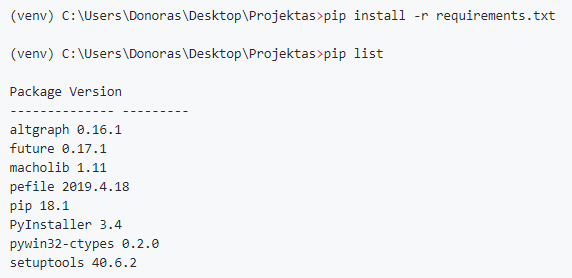 (venv) C:\Users\Donoras\Desktop\Projektas>pip install -r requirements.txt
(venv) C:\Users\Donoras\Desktop\Projektas>pip list
Package Version
-------------- ---------
altgraph 0.16.1
future 0.17.1
macholib 1.11
pefile 2019.4.18
pip 18.1
PyInstaller 3.4
pywin32-ctypes 0.2.0
setuptools 40.6.2